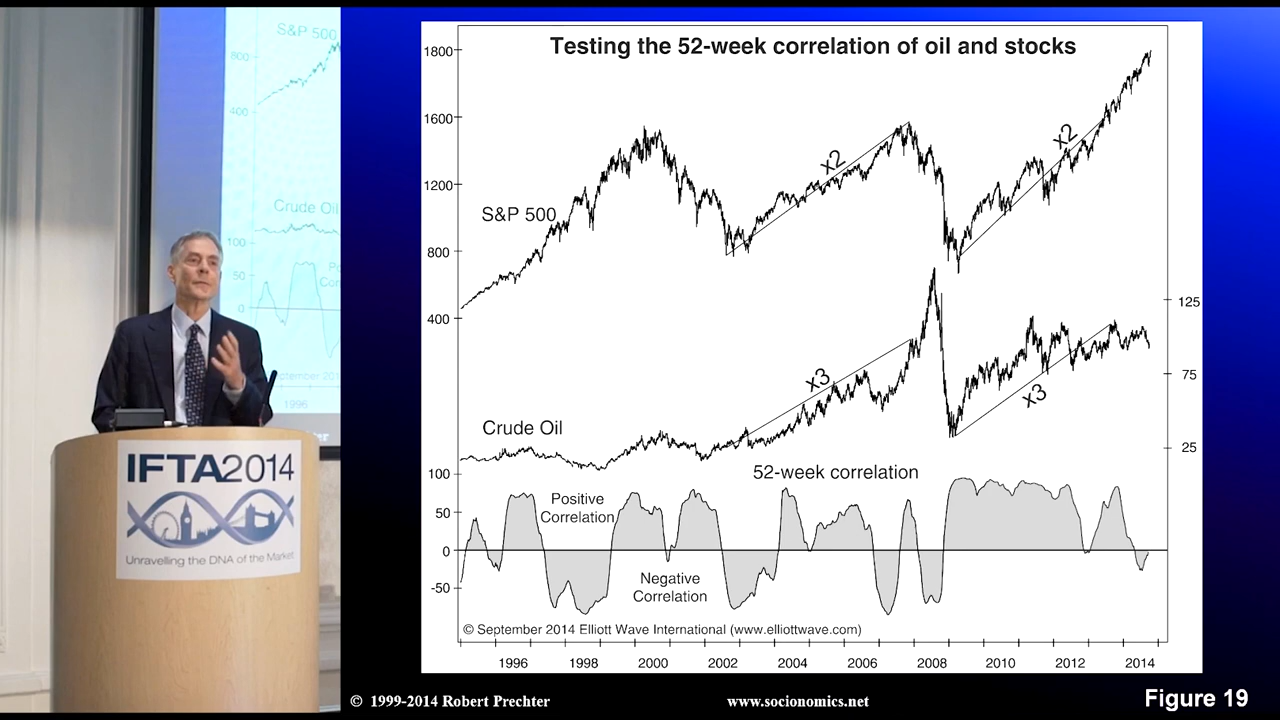 S&P 500
800
400
Crude Oil
100
50
0
1996
IFTA2014
Unravelling the DNA of the Market
Testing the 52-week correlation of oil and stocks
1800
1600
1200
800
400
S&P 500
x2
x2
125
75
25
Crude Oil
x3
x3
52-week correlation
100
50
0
-50
Positive
Correlation
Negative
Correlation
© September 2014 Elliott Wave International (www.elliottwave.com)
1996 1998 2000 2002 2004 2006 2008 2010 2012 2014
© 1999-2014 Robert Prechter
www.socionomics.net
Figure 19